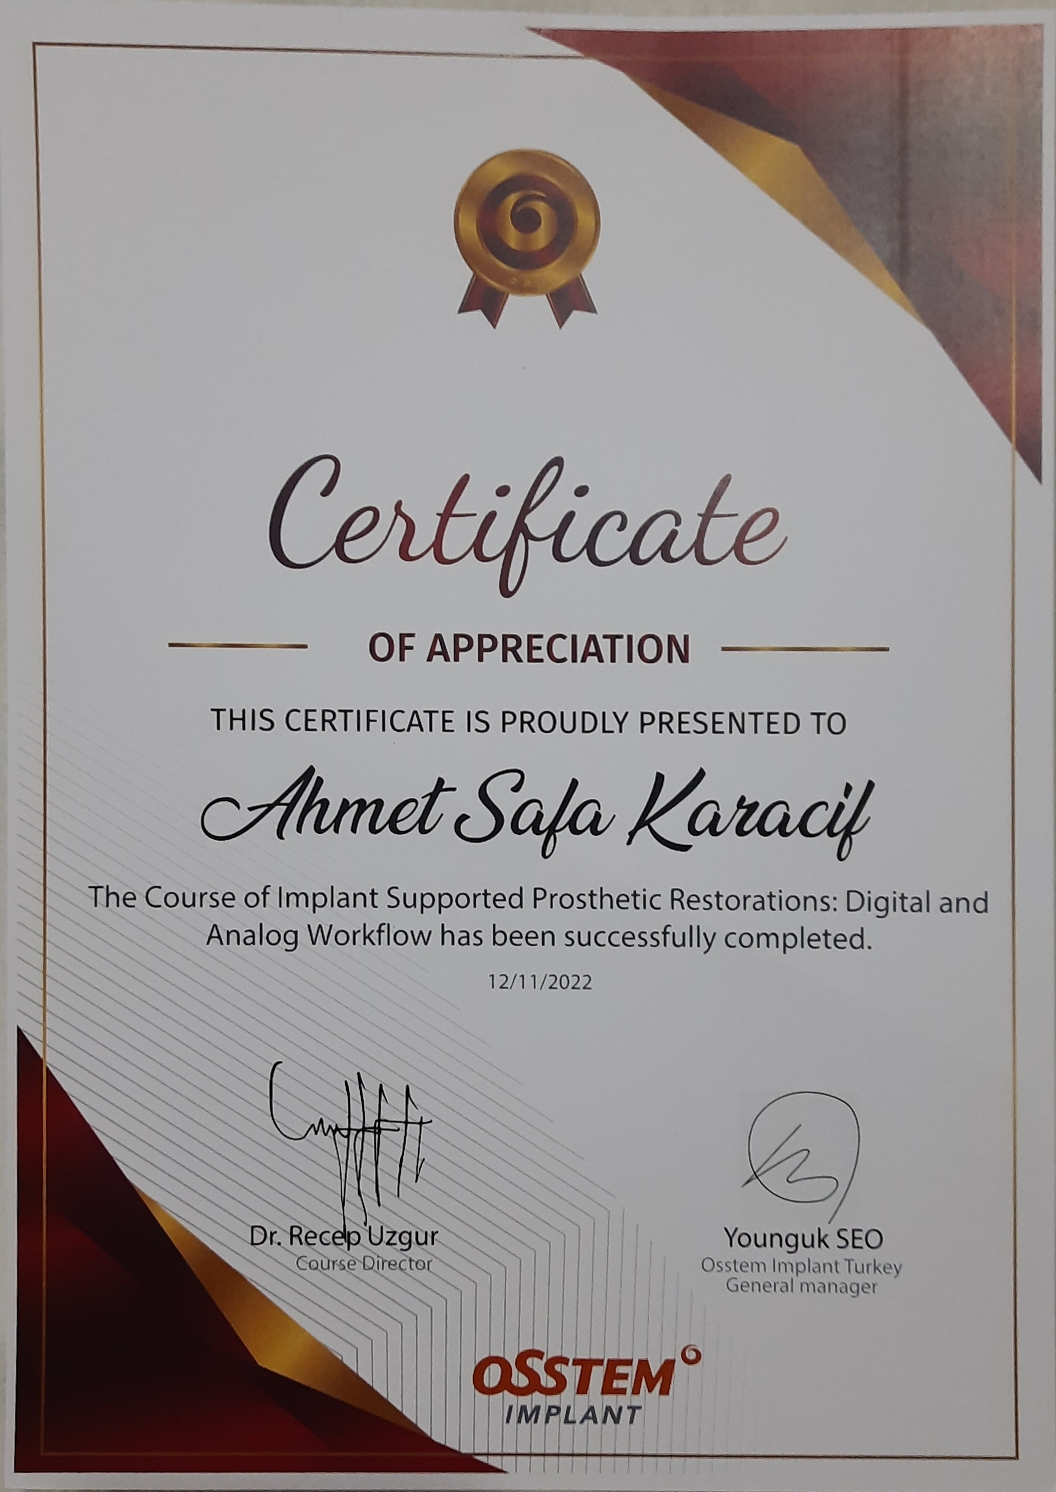 Certificate
OF APPRECIATION
THIS CERTIFICATE IS PROUDLY PRESENTED TO
Ahmet Safa Karacif
The Course of Implant Supported Prosthetic Restorations: Digital and
Analog Workflow has been successfully completed.
12/11/2022
Dr. Recep Uzgur
Course Director
Younguk SEO
Osstem Implant Turkey
General manager
OSSTEM
IMPLANT